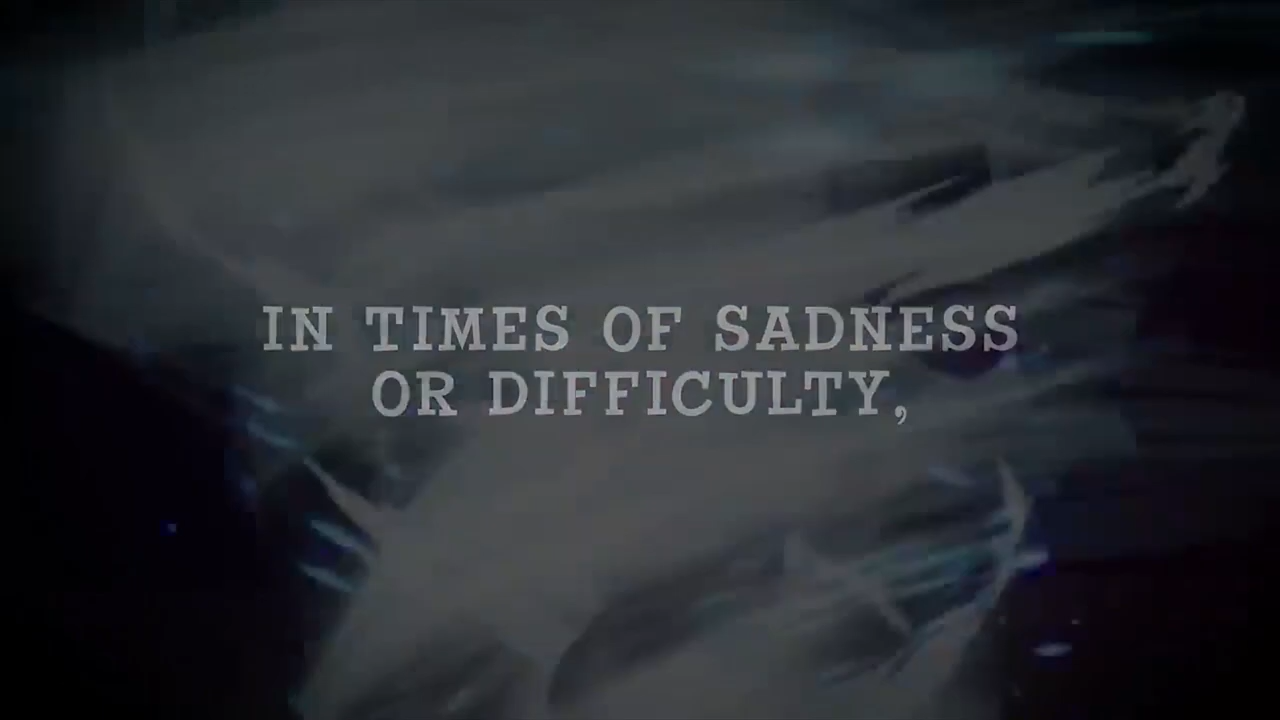 IN TIMES OF SADNESS
OR DIFFICULTY,